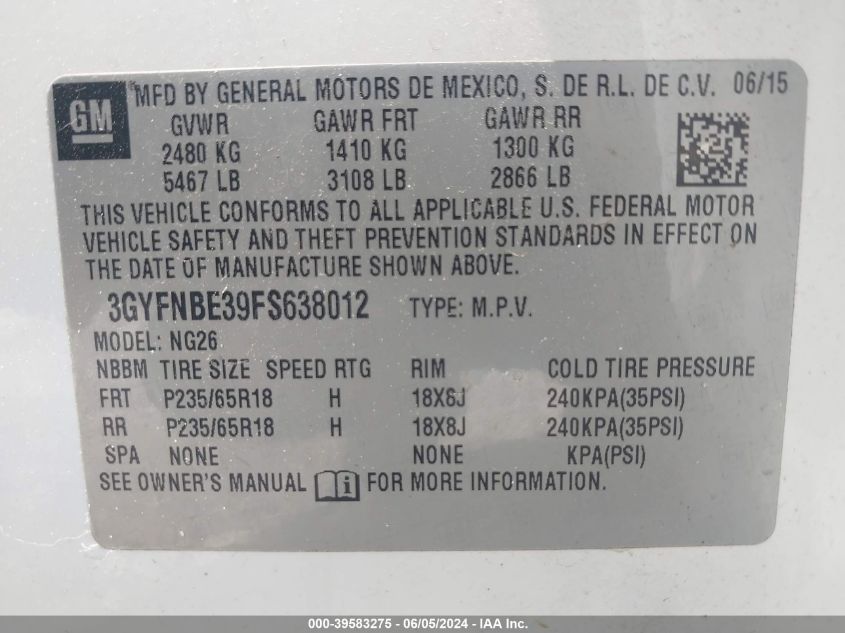 GM MFD BY GENERAL MOTORS DE MEXICO, S. DE R.L. DE C.V. 06/15
GVWR GAWR FRT GAWR RR
2480 KG 1410 KG 1300 KG
5467 LB 3108 LB 2866 LB
THIS VEHICLE CONFORMS TO ALL APPLICABLE U.S. FEDERAL MOTOR
VEHICLE SAFETY AND THEFT PREVENTION STANDARDS IN EFFECT ON
THE DATE OF MANUFACTURE SHOWN ABOVE.
3GYFNBE39FS638012 TYPE: M.P.V.
MODEL: NG26
NBBM TIRE SIZE SPEED RTG RIM COLD TIRE PRESSURE
FRT P235/65R18 H 18X8J 240KPA(35PSI)
RR P235/65R18 H 18X8J 240KPA(35PSI)
SPA NONE NONE KPA(PSI)
SEE OWNER'S MANUAL i FOR MORE INFORMATION.
000-39583275 - 06/05/2024 - IAA Inc.